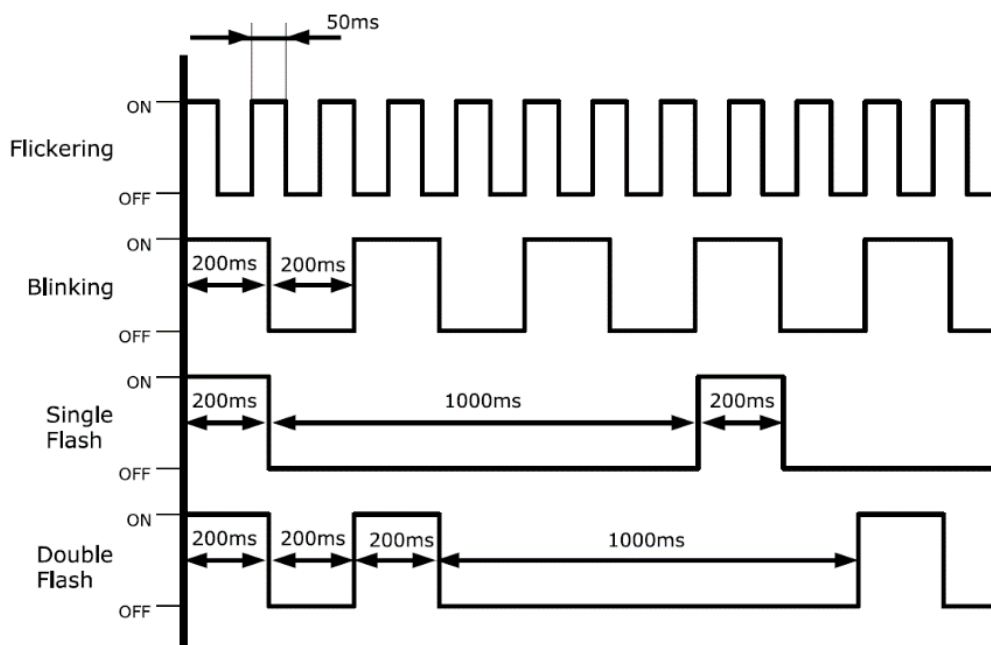 50ms
ON
Flickering
OFF
ON
200ms 200ms
Blinking
OFF
ON
200ms 1000ms 200ms
Single
Flash
OFF
ON
200ms 200ms 200ms 1000ms
Double
Flash
OFF